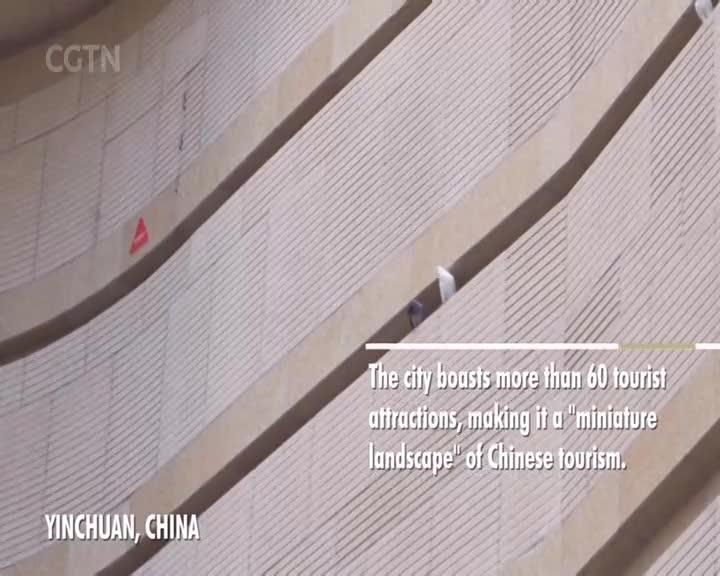 CGTN
The city boasts more than 60 tourist
attractions, making it a "miniature
landscape" of Chinese tourism.
YINCHUAN, CHINA